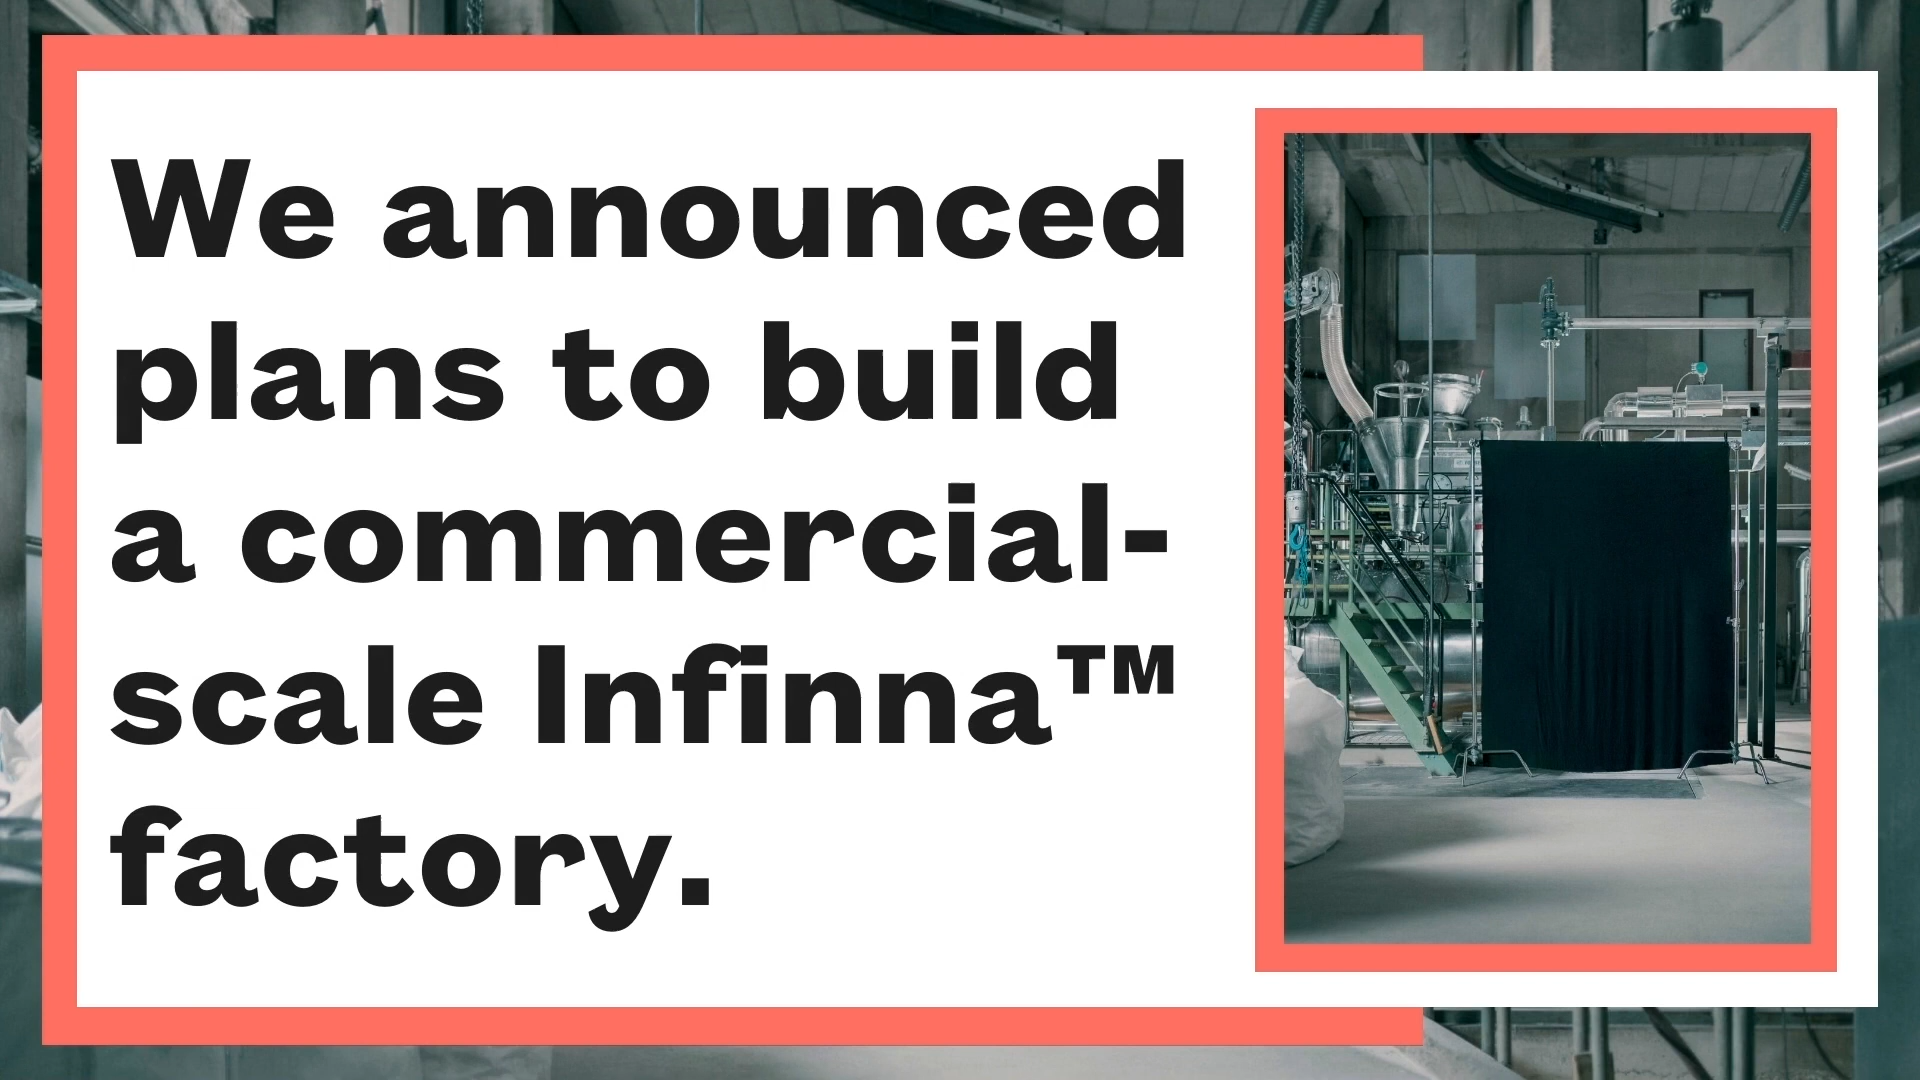 We announced
plans to build
a commercial-
scale Infinna™
factory.